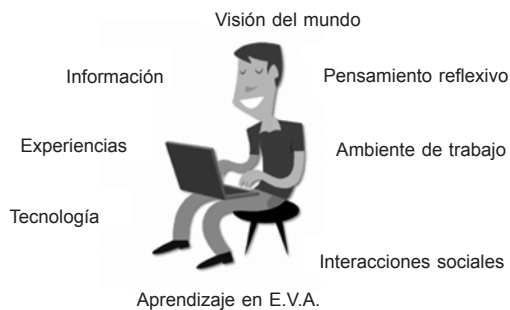 Visión del mundo
Información
Pensamiento reflexivo
Experiencias
Ambiente de trabajo
Tecnología
Interacciones sociales
Aprendizaje en E.V.A.